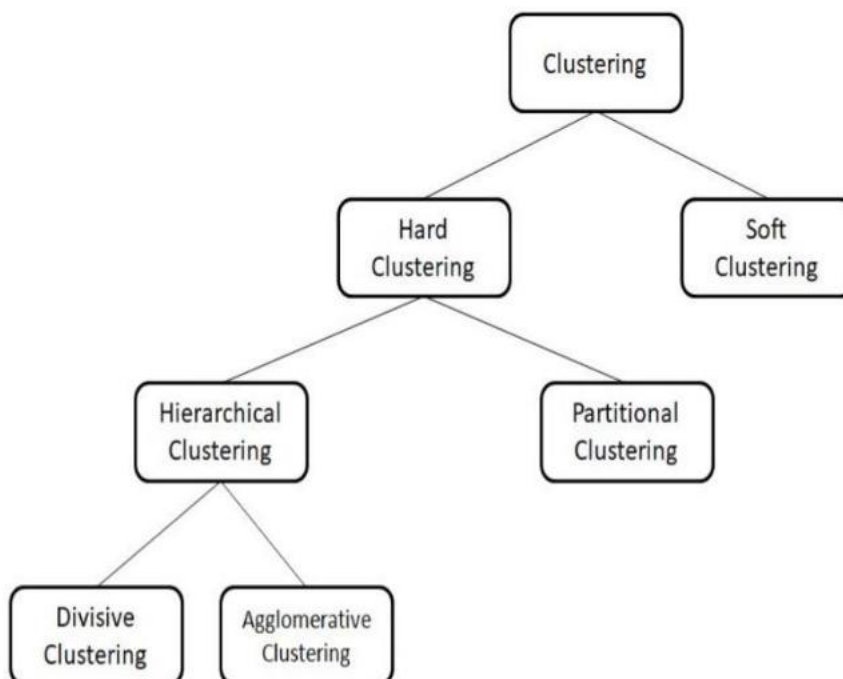 Clustering
Hard
Clustering
Soft
Clustering
Hierarchical
Clustering
Partitional
Clustering
Divisive
Clustering
Agglomerative
Clustering